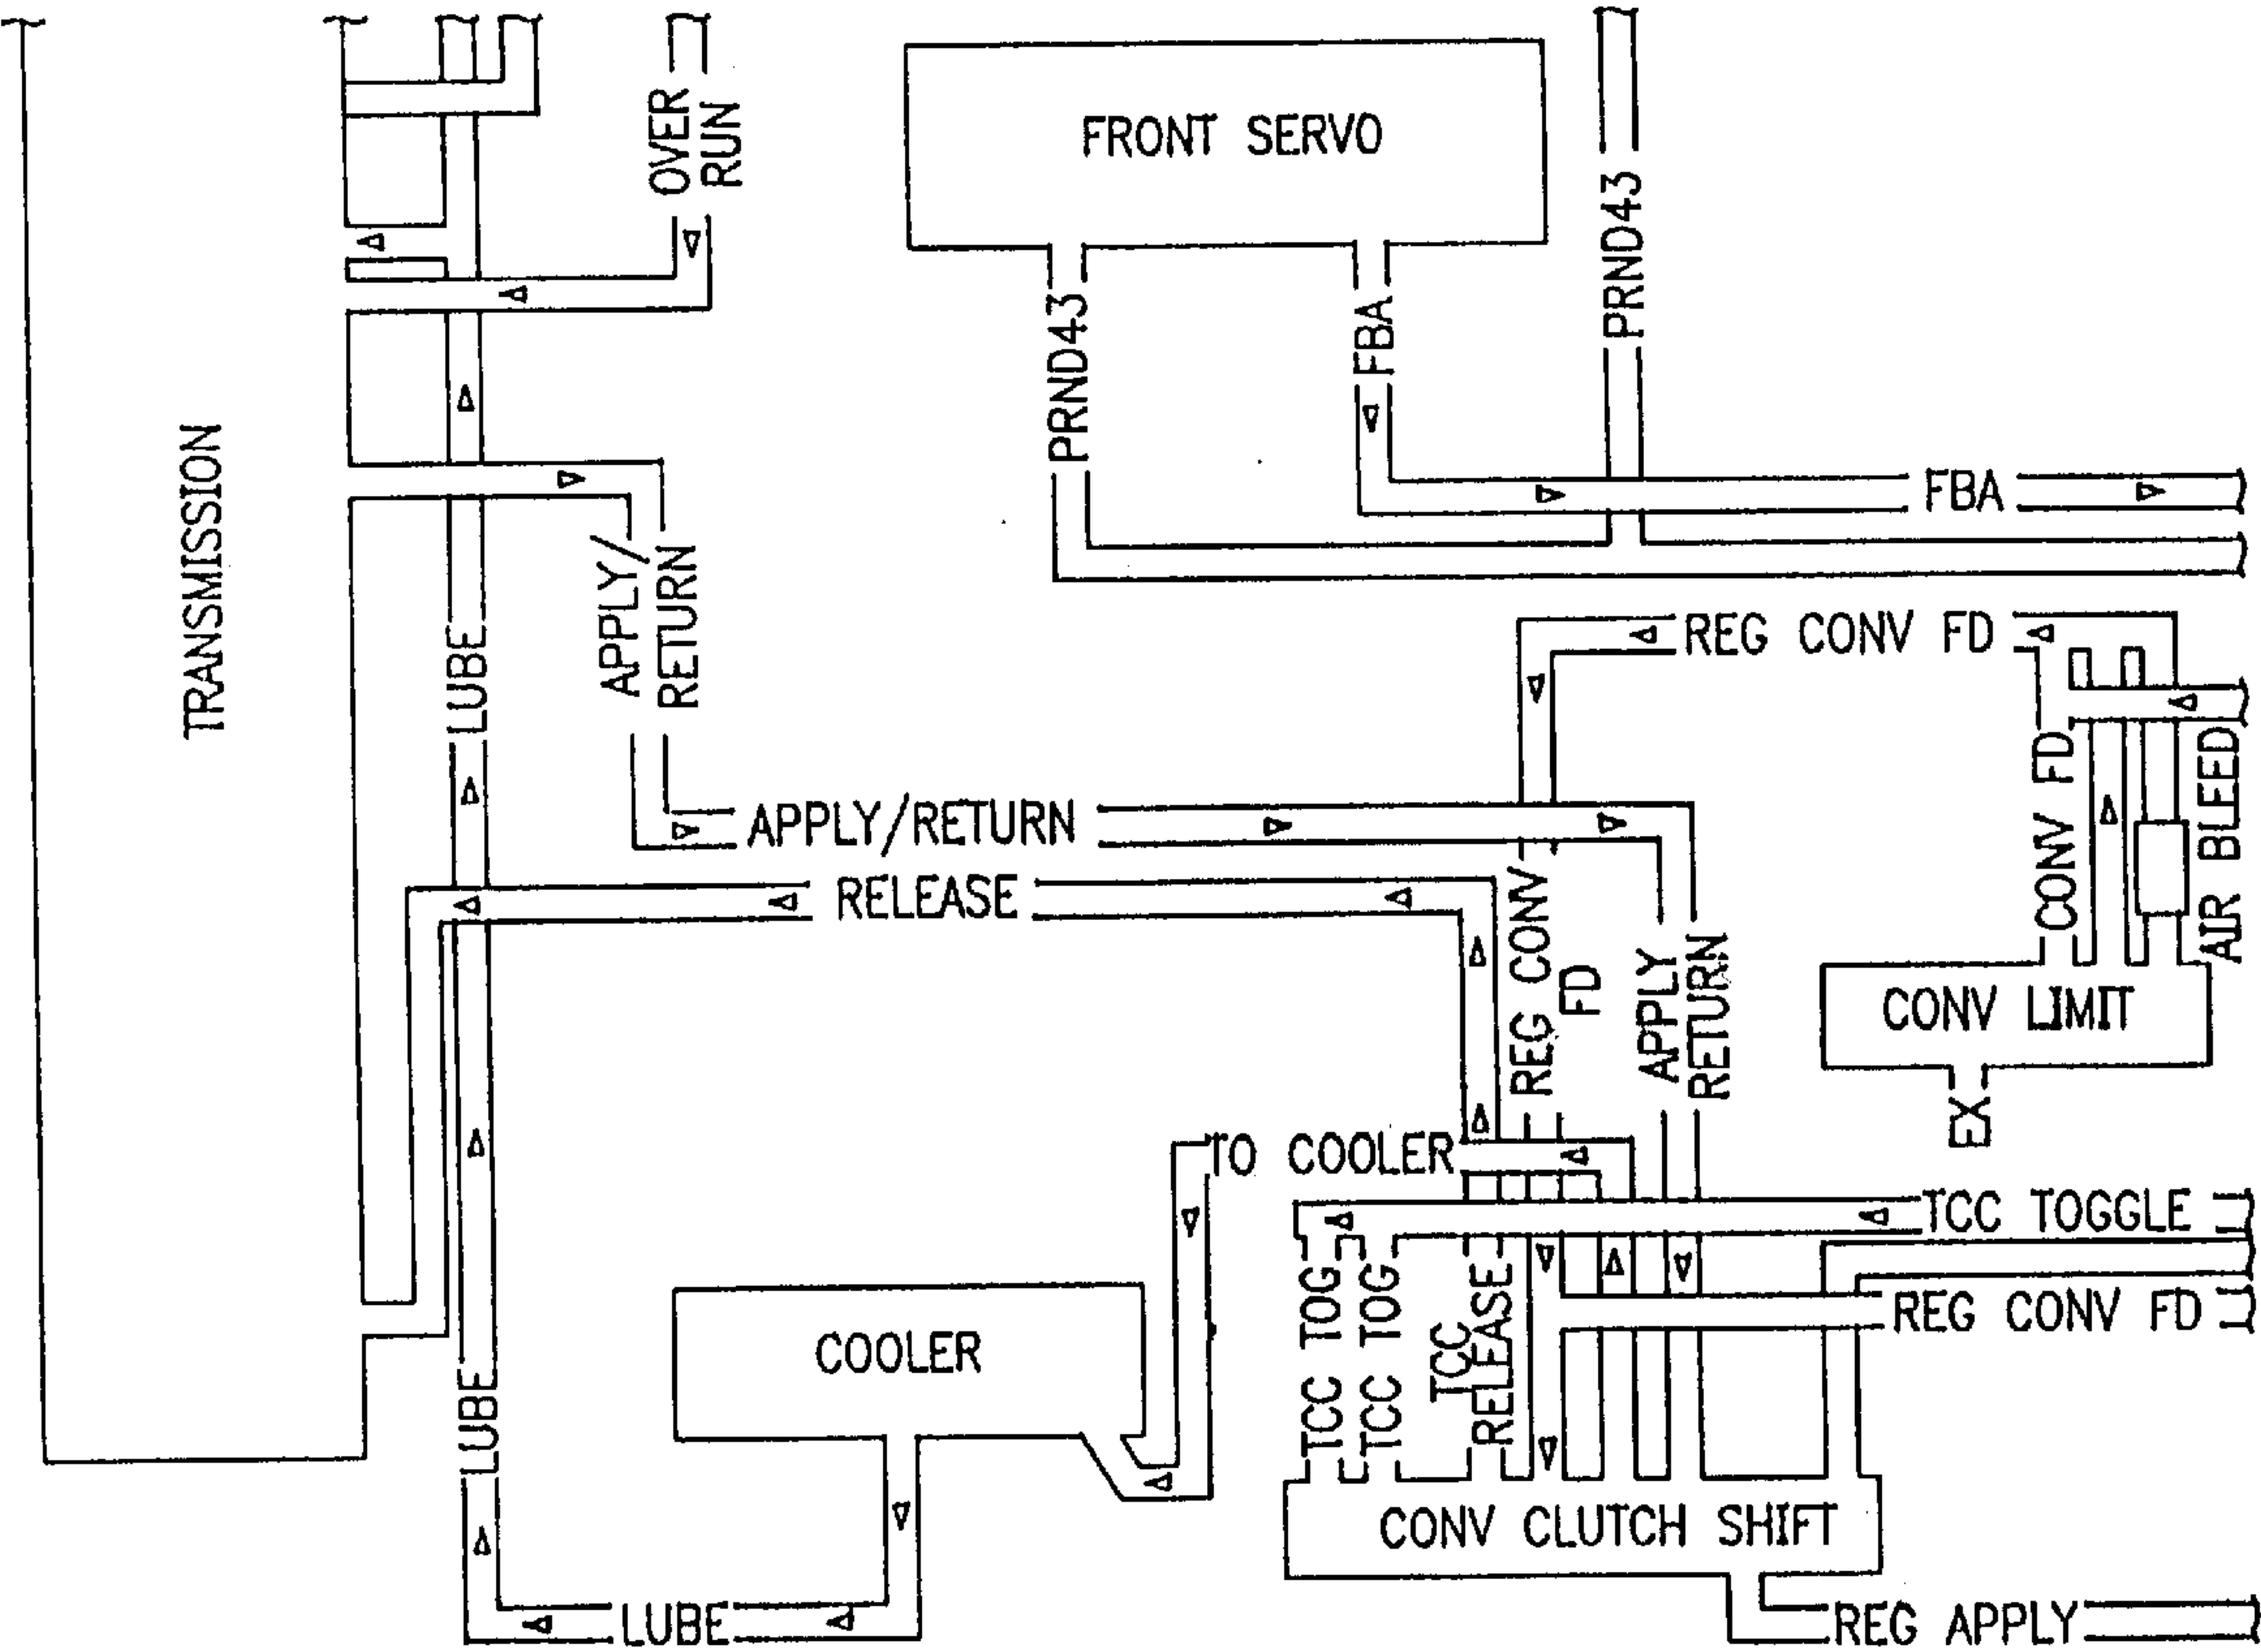 OVER
RUN
FRONT SERVO
PRND43
PRND43
FBA
FBA
TRANSMISSION
LUBE
APPLY/
RETURN
REG CONV FD
CONV FD
AIR BLEED
APPLY/RETURN
RELEASE
REG CONV
FD
APPLY
RETURN
CONV LIMIT
EX
TO COOLER
TCC TOGGLE
REG CONV FD
TCC TOG
TCC TOG
TCC
RELEASE
COOLER
LUBE
CONV CLUTCH SHIFT
LUBE
REG APPLY